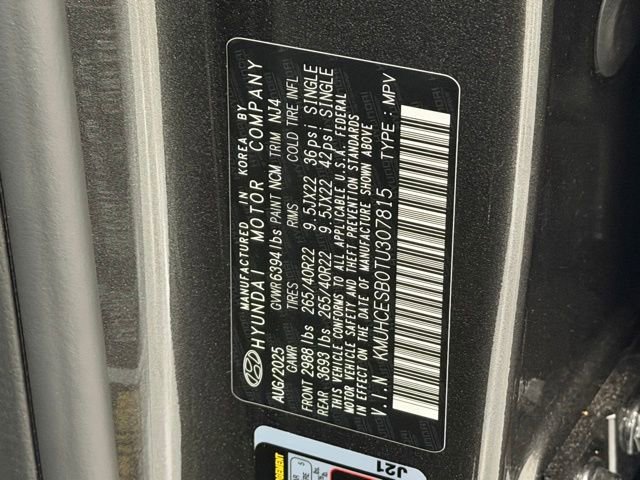 MANUFACTURED IN KOREA BY
HYUNDAI MOTOR COMPANY
AUG/2025 GVWR 6394 lbs PAINT NCM TRIM NJ4
GAWR TIRES RIMS COLD TIRE INFL
FRONT 2988 lbs 265/40R22 9.5JX22 36psi SINGLE
REAR 3693 lbs 265/40R22 9.5JX22 42psi SINGLE
THIS VEHICLE CONFORMS TO ALL APPLICABLE U.S.A. FEDERAL
MOTOR VEHICLE SAFETY AND THEFT PREVENTION STANDARDS
IN EFFECT ON THE DATE OF MANUFACTURE SHOWN ABOVE
V.I.N KMUHCESB0TU307815 TYPE : MPV
J21